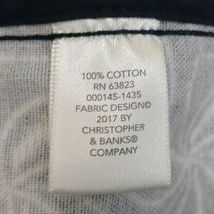 100% COTTON
RN 63823
000145-1435
FABRIC DESIGN©
2017 BY
CHRISTOPHER
& BANKS®
COMPANY